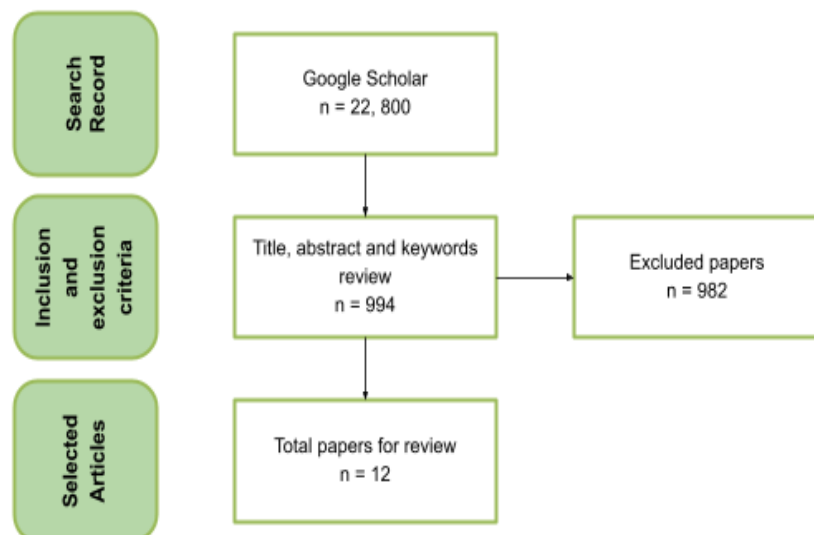 Search
Record
Google Scholar
n = 22, 800
Inclusion
and
exclusion
criteria
Title, abstract and keywords
review
n = 994
Excluded papers
n = 982
Selected
Articles
Total papers for review
n = 12